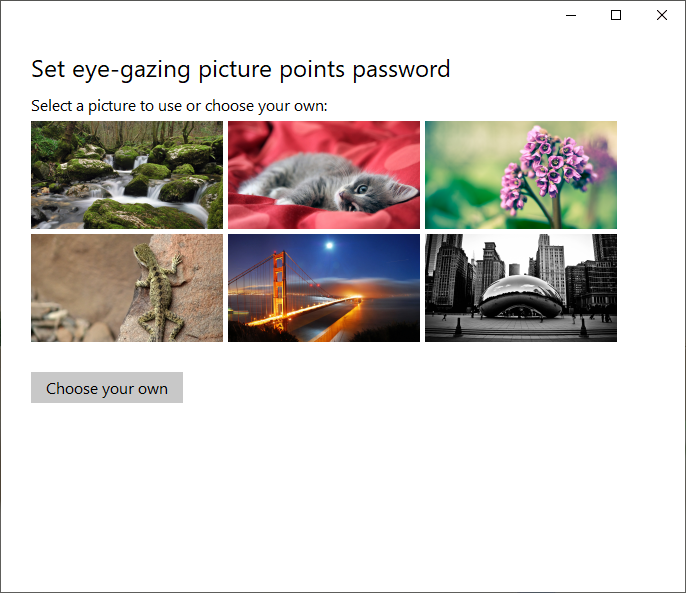 Set eye-gazing picture points password
Select a picture to use or choose your own:
Choose your own